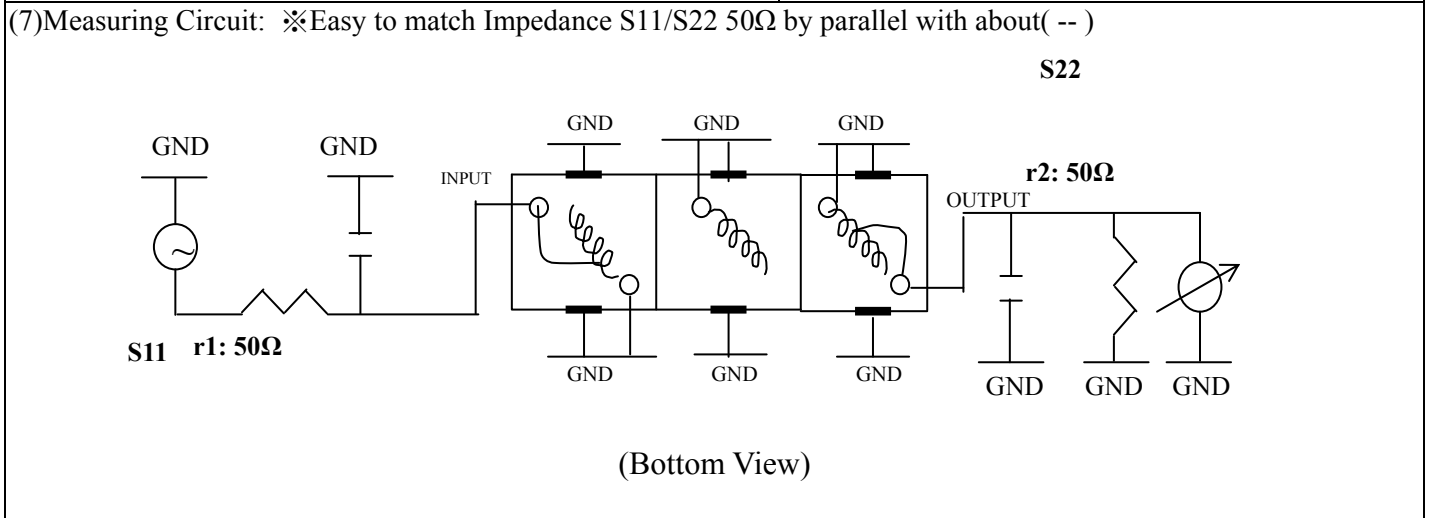 (7)Measuring Circuit: ※Easy to match Impedance S11/S22 50Ω by parallel with about( -- )
S22
GND GND GND
GND GND
r2: 50Ω
INPUT
OUTPUT
S11 r1: 50Ω
GND GND GND
GND GND GND
(Bottom View)